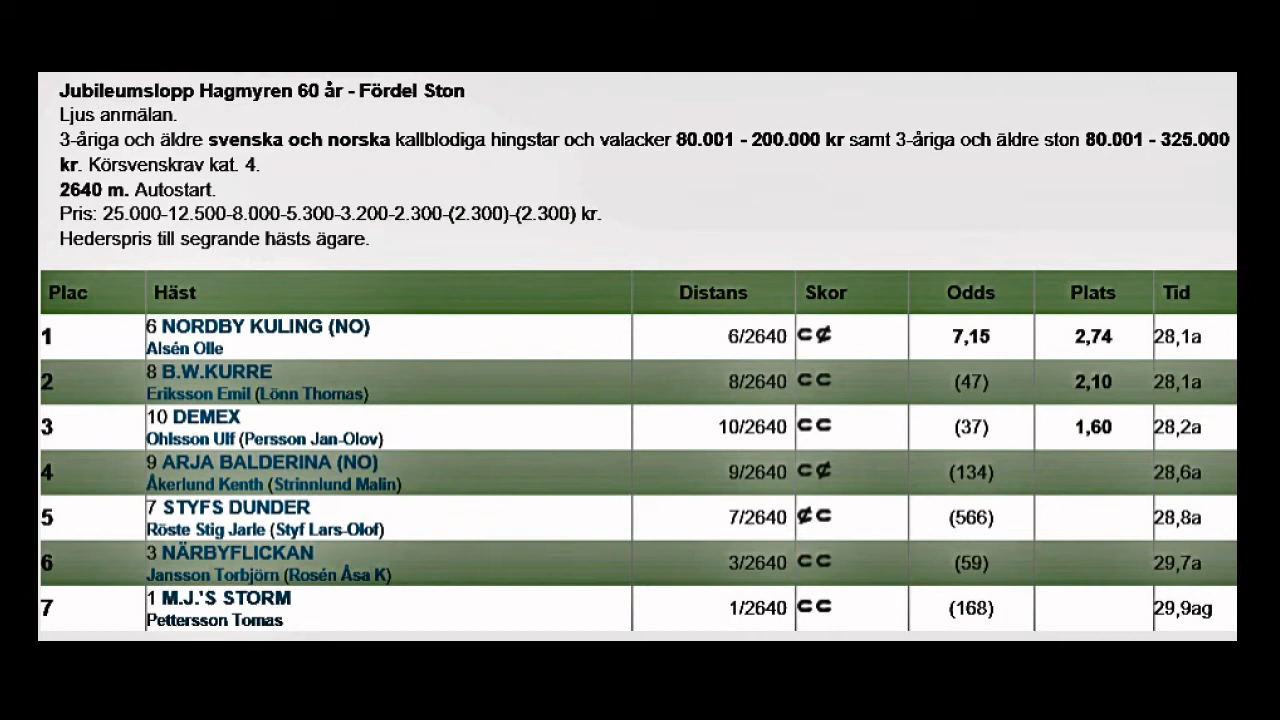 Jubileumslopp Hagmyren 60 år - Fördel Ston
Ljus anmälan.
3-åriga och äldre svenska och norska kallblodiga hingstar och valacker 80.001 - 200.000 kr samt 3-åriga och äldre ston 80.001 - 325.000
kr. Körsvenskrav kat. 4.
2640 m. Autostart.
Pris: 25.000-12.500-8.000-5.300-3.200-2.300-(2.300)-(2.300) kr.
Hederspris till segrande hästs ägare.
Plac Häst Distans Skor Odds Plats Tid
1 6 NORDBY KULING (NO) 6/2640 7,15 2,74 28,1a
Alsén Olle
2 8 B.W.KURRE 8/2640 (47) 2,10 28,1a
Eriksson Emil (Lönn Thomas)
3 10 DEMEX 10/2640 (37) 1,60 28,2a
Ohlsson Ulf (Persson Jan-Olov)
4 9 ARJA BALDERINA (NO) 9/2640 (134) 28,6a
Åkerlund Kenth (Strinnlund Malin)
5 7 STYFS DUNDER 7/2640 (566) 28,8a
Röste Stig Jarle (Styf Lars-Olof)
6 3 NÄRBYFLICKAN 3/2640 (59) 29,7a
Jansson Torbjörn (Rosén Åsa K)
7 1 M.J.'S STORM 1/2640 (168) 29,9ag
Pettersson Tomas